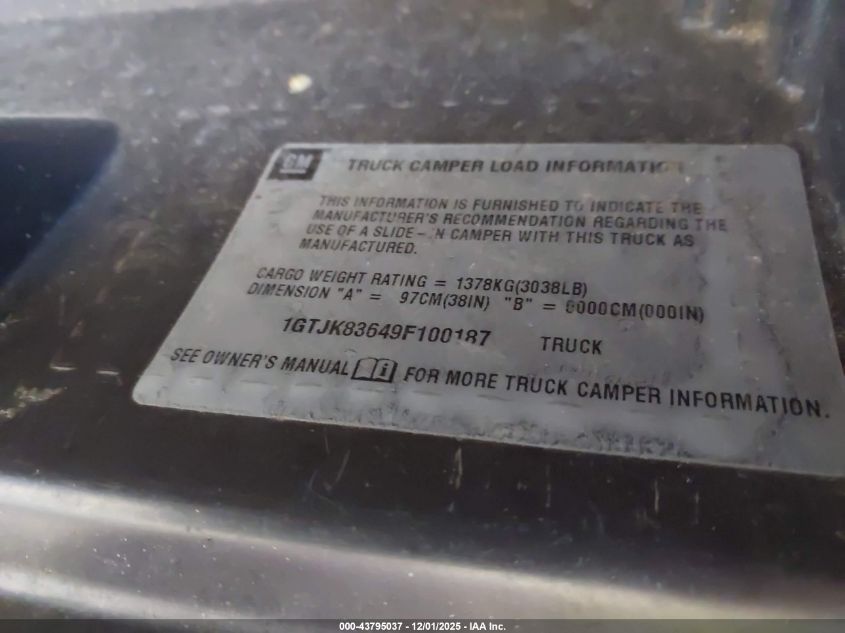 GM TRUCK CAMPER LOAD INFORMATION
THIS INFORMATION IS FURNISHED TO INDICATE THE
MANUFACTURER'S RECOMMENDATION REGARDING THE
USE OF A SLIDE-IN CAMPER WITH THIS TRUCK AS
MANUFACTURED.
CARGO WEIGHT RATING = 1378KG(3038LB)
DIMENSION "A" = 97CM(38IN) "B" = 0000CM(000IN)
1GTJK83649F100187 TRUCK
SEE OWNER'S MANUAL FOR MORE TRUCK CAMPER INFORMATION.
000-43795037 - 12/01/2025 - IAA Inc.